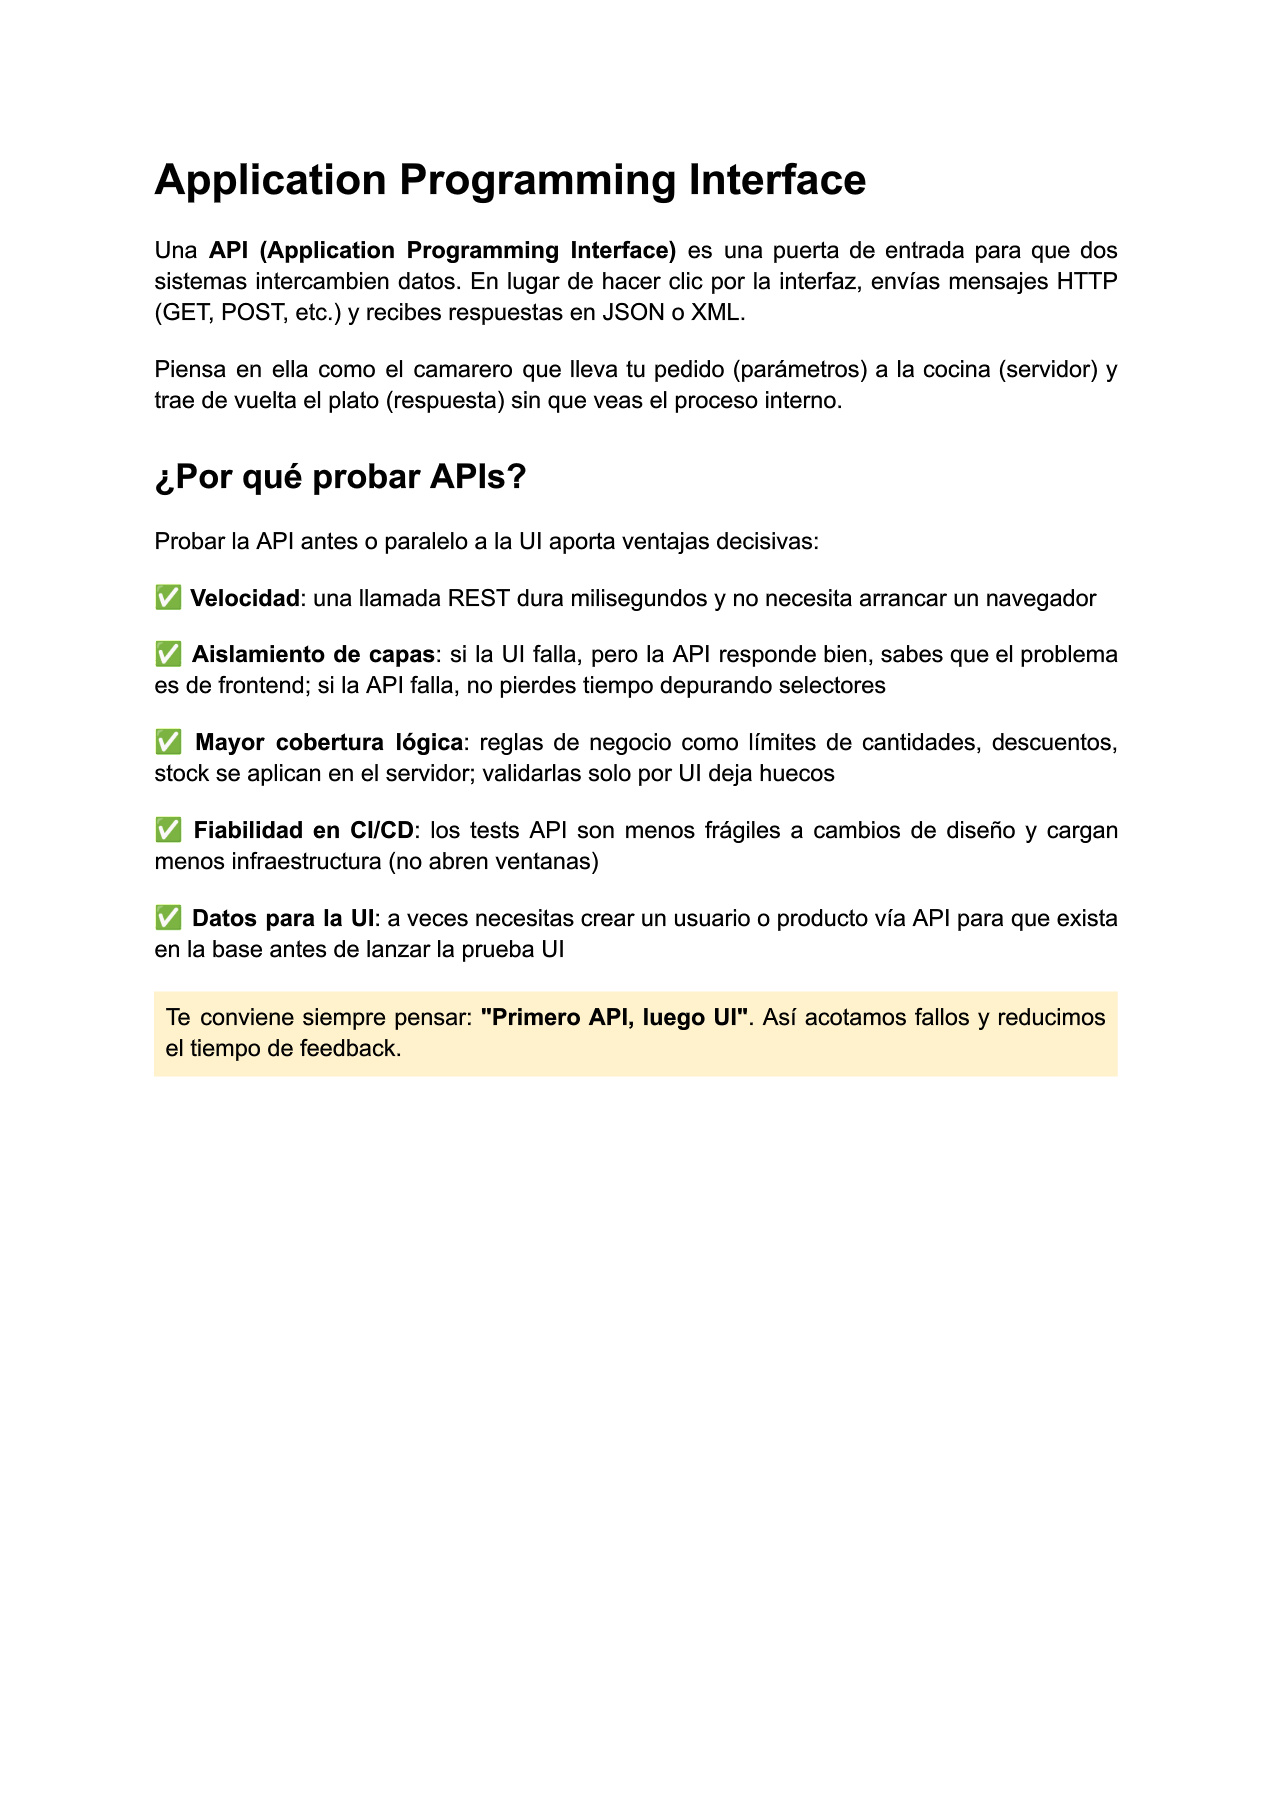 Application Programming Interface
Una API (Application Programming Interface) es una puerta de entrada para que dos
sistemas intercambien datos. En lugar de hacer clic por la interfaz, envías mensajes HTTP
(GET, POST, etc.) y recibes respuestas en JSON o XML.
Piensa en ella como el camarero que lleva tu pedido (parámetros) a la cocina (servidor) y
trae de vuelta el plato (respuesta) sin que veas el proceso interno.
¿Por qué probar APIs?
Probar la API antes o paralelo a la UI aporta ventajas decisivas:
✅ Velocidad: una llamada REST dura milisegundos y no necesita arrancar un navegador
✅ Aislamiento de capas: si la UI falla, pero la API responde bien, sabes que el problema
es de frontend; si la API falla, no pierdes tiempo depurando selectores
✅ Mayor cobertura lógica: reglas de negocio como límites de cantidades, descuentos,
stock se aplican en el servidor; validarlas solo por UI deja huecos
✅ Fiabilidad en CI/CD: los tests API son menos frágiles a cambios de diseño y cargan
menos infraestructura (no abren ventanas)
✅ Datos para la UI: a veces necesitas crear un usuario o producto vía API para que exista
en la base antes de lanzar la prueba UI
Te conviene siempre pensar: "Primero API, luego UI". Así acotamos fallos y reducimos
el tiempo de feedback.